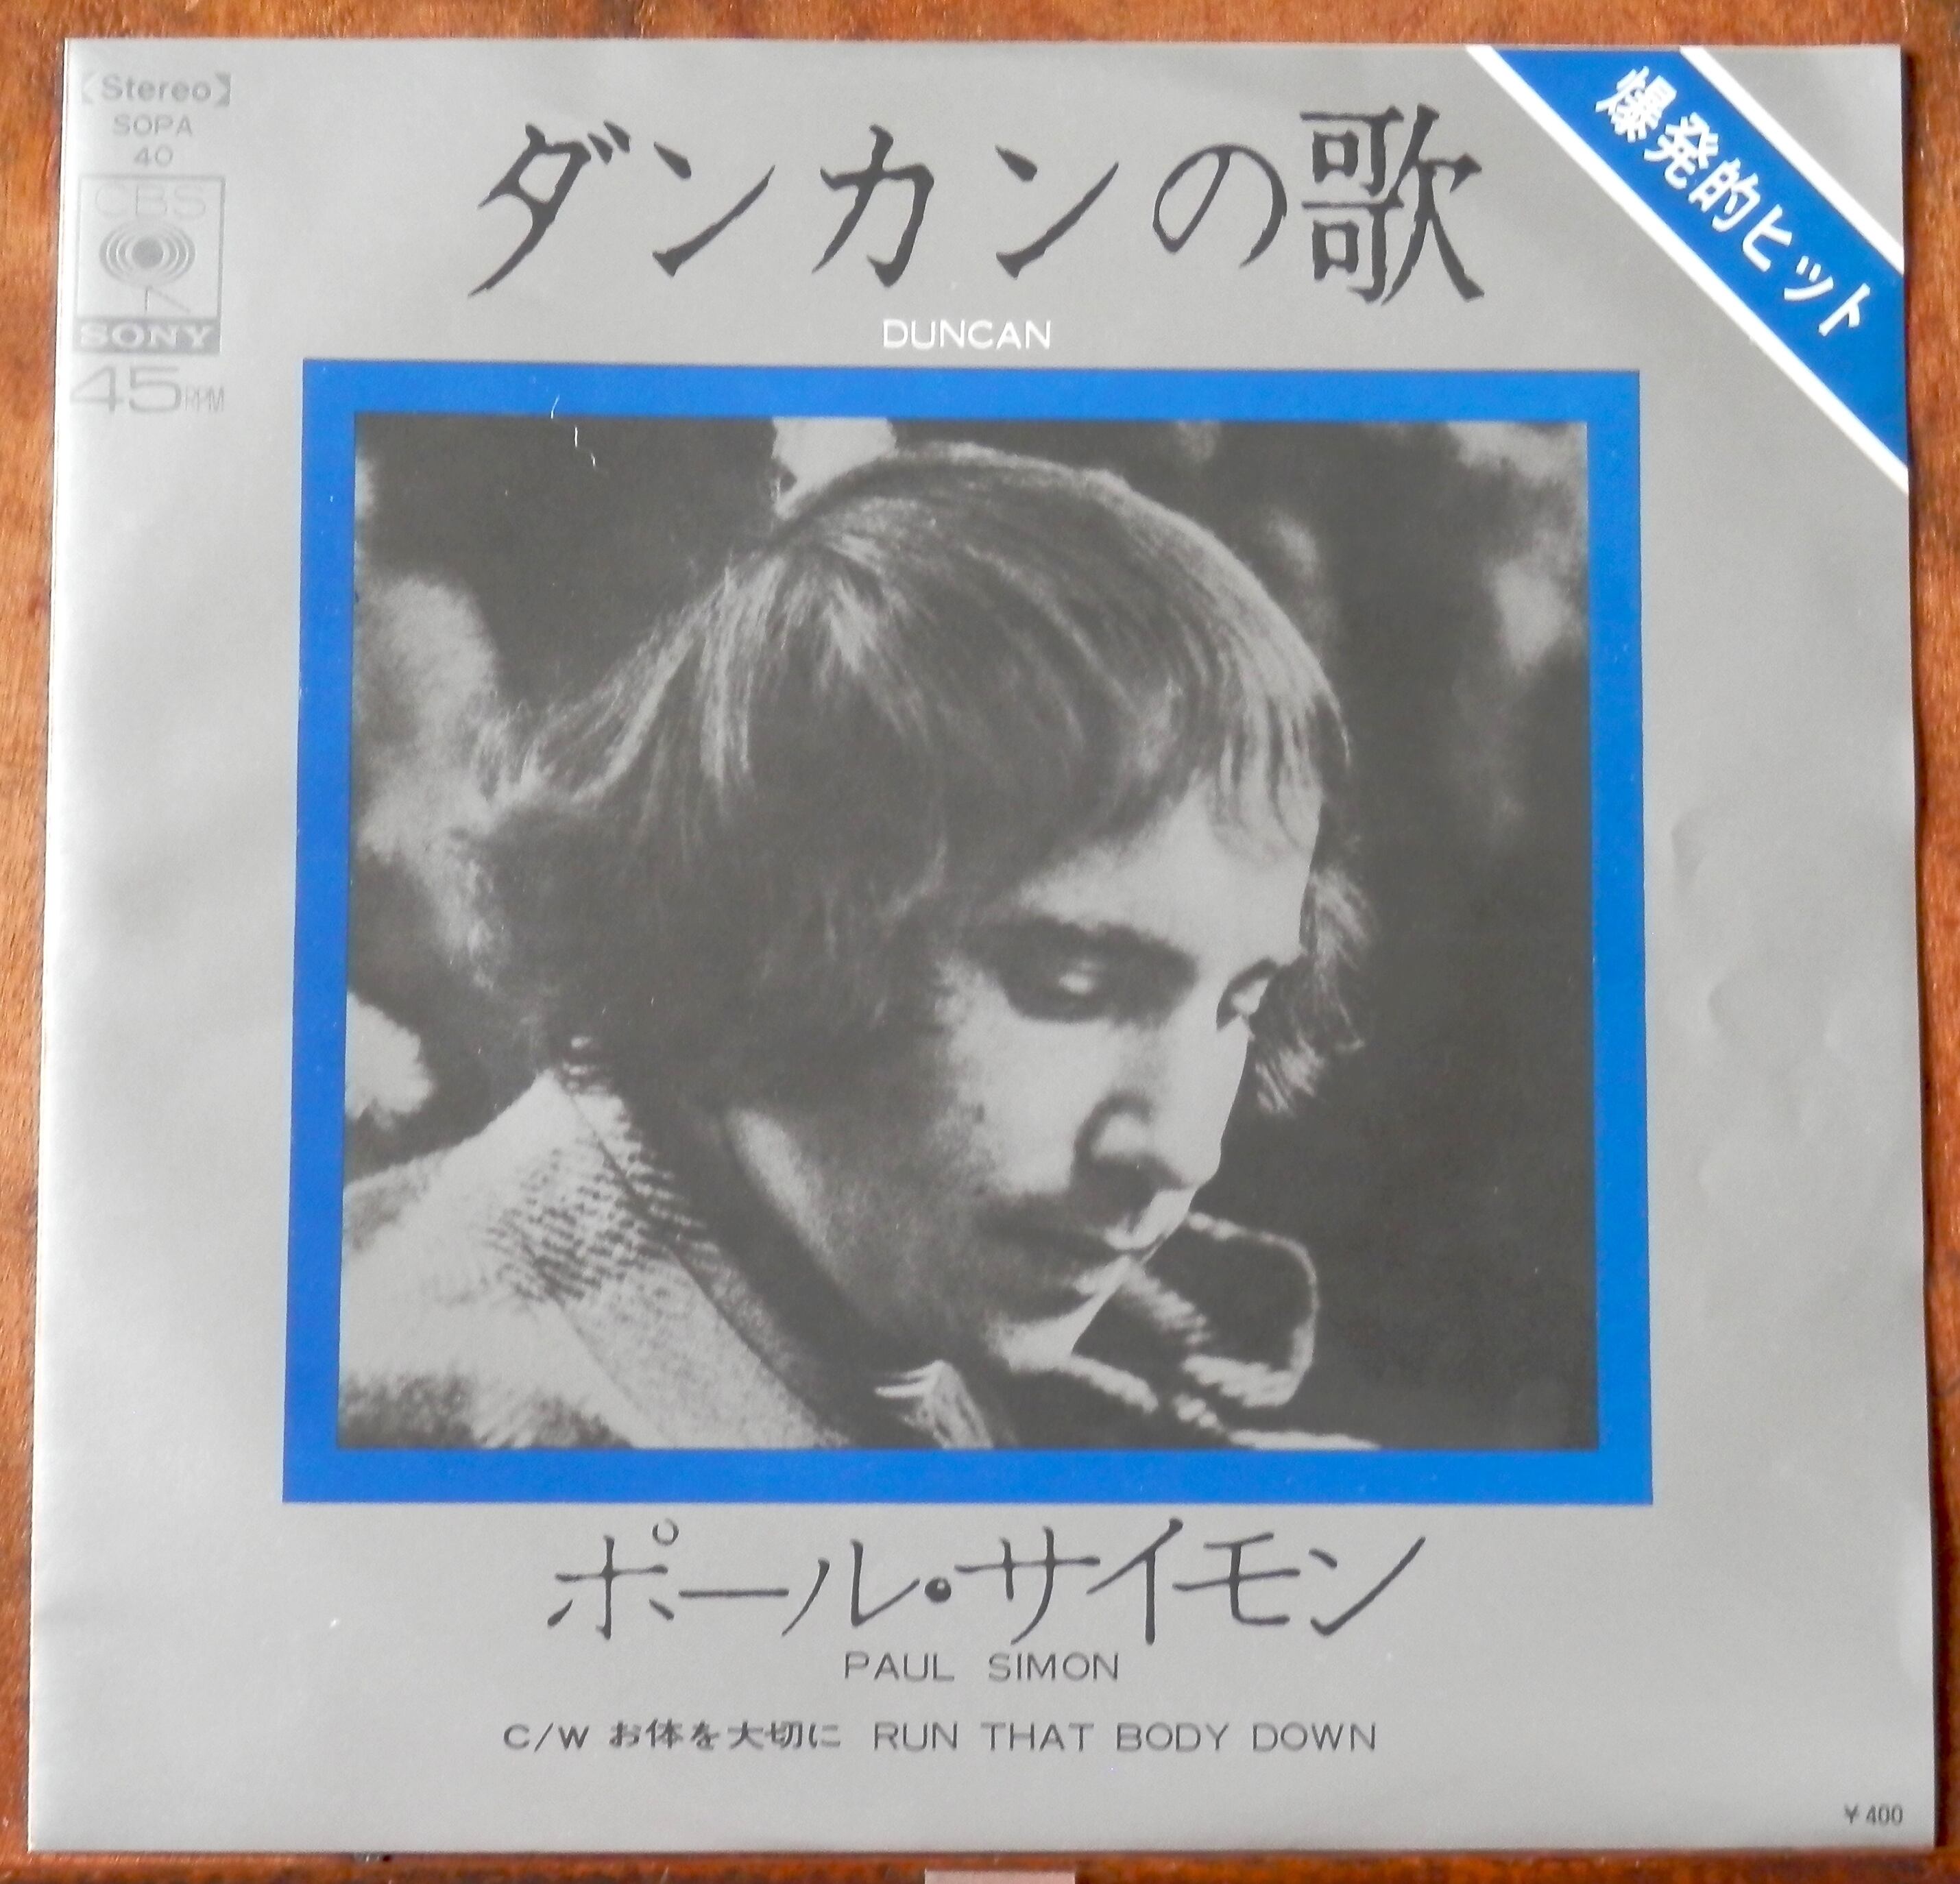 【Stereo】
SOPA
40
CBS
SONY
45RPM
ダンカンの歌
DUNCAN
爆発的ヒット
ポール・サイモン
PAUL SIMON
C/W お体を大切に RUN THAT BODY DOWN
¥400